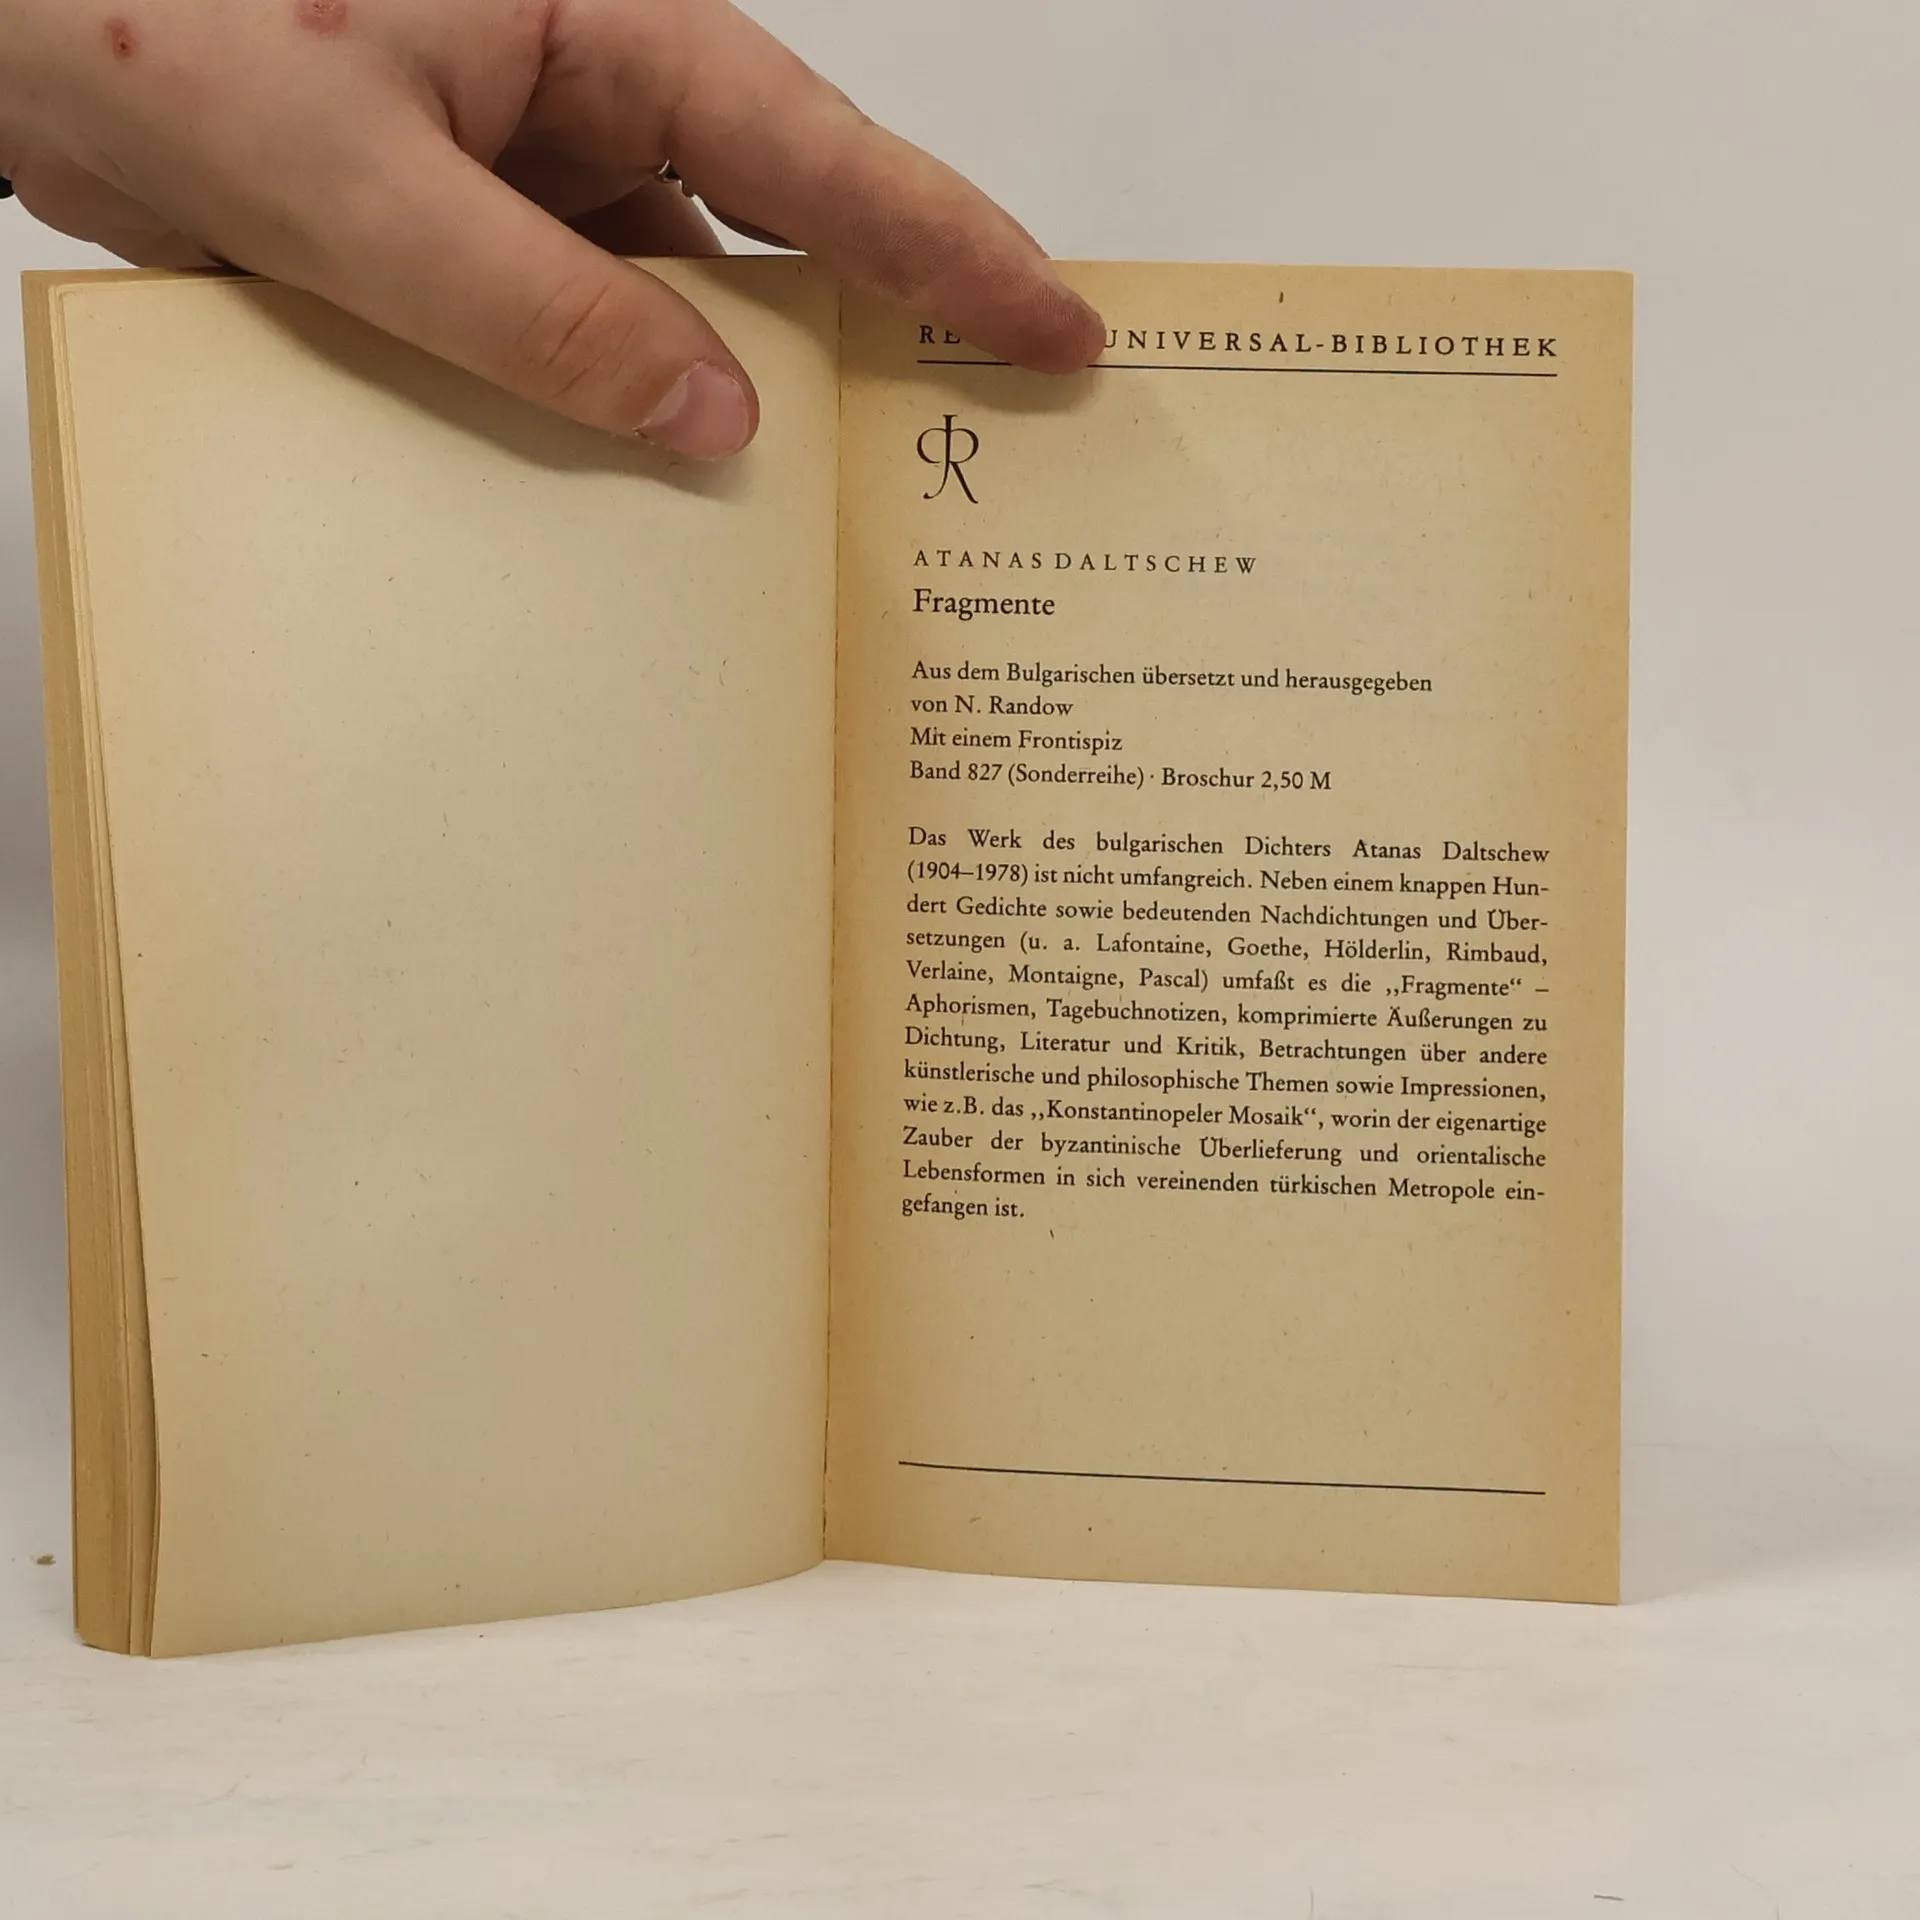 UNIVERSAL-BIBLIOTHEK
ATANAS DALTSCHEW
Fragmente
Aus dem Bulgarischen übersetzt und herausgegeben
von N. Randow
Mit einem Frontispiz
Band 827 (Sonderreihe) · Broschur 2,50 M
Das Werk des bulgarischen Dichters Atanas Daltschew
(1904–1978) ist nicht umfangreich. Neben einem knappen Hun-
dert Gedichte sowie bedeutenden Nachdichtungen und Über-
setzungen (u. a. Lafontaine, Goethe, Hölderlin, Rimbaud,
Verlaine, Montaigne, Pascal) umfaßt es die „Fragmente“ –
Aphorismen, Tagebuchnotizen, komprimierte Äußerungen zu
Dichtung, Literatur und Kritik, Betrachtungen über andere
künstlerische und philosophische Themen sowie Impressionen,
wie z.B. das „Konstantinopeler Mosaik“, worin der eigenartige
Zauber der byzantinische Überlieferung und orientalische
Lebensformen in sich vereinenden türkischen Metropole ein-
gefangen ist.